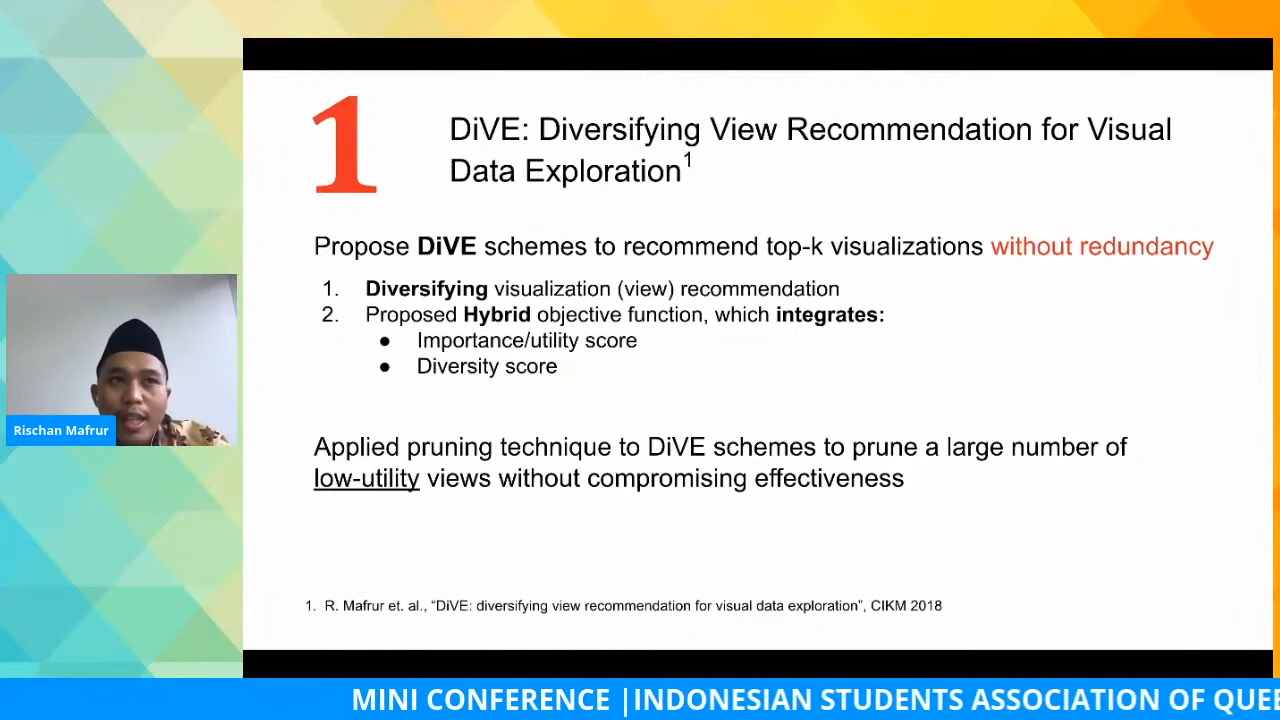 1
DiVE: Diversifying View Recommendation for Visual
Data Exploration1
Propose DiVE schemes to recommend top-k visualizations without redundancy
1. Diversifying visualization (view) recommendation
2. Proposed Hybrid objective function, which integrates:
● Importance/utility score
● Diversity score
Rischan Mafrur
Applied pruning technique to DiVE schemes to prune a large number of
low-utility views without compromising effectiveness
1. R. Mafrur et. al., “DiVE: diversifying view recommendation for visual data exploration”, CIKM 2018
MINI CONFERENCE |INDONESIAN STUDENTS ASSOCIATION OF